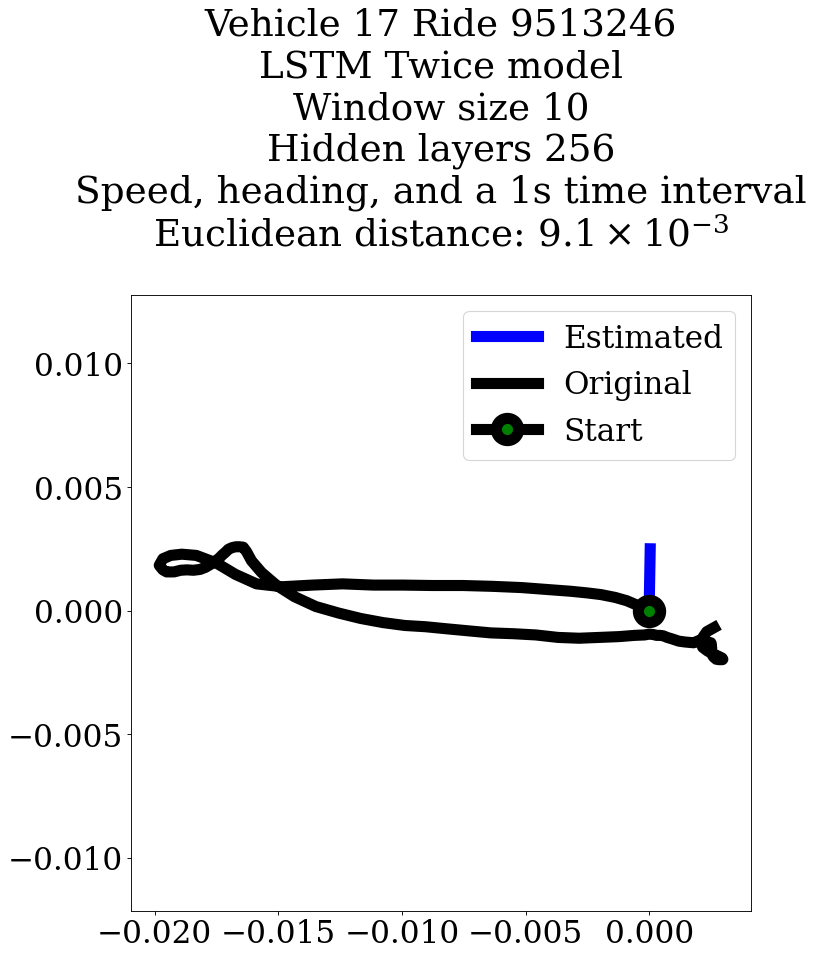 Vehicle 17 Ride 9513246
LSTM Twice model
Window size 10
Hidden layers 256
Speed, heading, and a 1s time interval
Euclidean distance: 9.1 × 10⁻³
Estimated
Original
Start
0.010
0.005
0.000
−0.005
−0.010
−0.020 −0.015 −0.010 −0.005 0.000